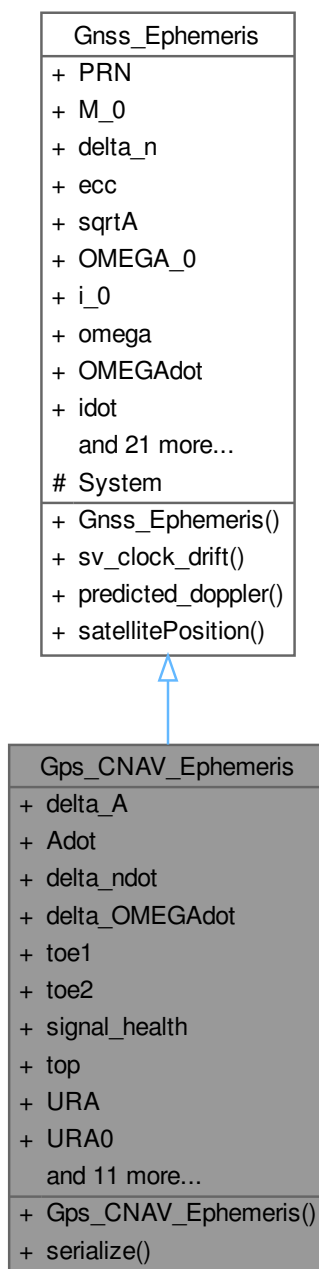 Gnss_Ephemeris
+ PRN
+ M_0
+ delta_n
+ ecc
+ sqrtA
+ OMEGA_0
+ i_0
+ omega
+ OMEGAdot
+ idot
and 21 more...
# System
+ Gnss_Ephemeris()
+ sv_clock_drift()
+ predicted_doppler()
+ satellitePosition()
Gps_CNAV_Ephemeris
+ delta_A
+ Adot
+ delta_ndot
+ delta_OMEGAdot
+ toe1
+ toe2
+ signal_health
+ top
+ URA
+ URA0
and 11 more...
+ Gps_CNAV_Ephemeris()
+ serialize()